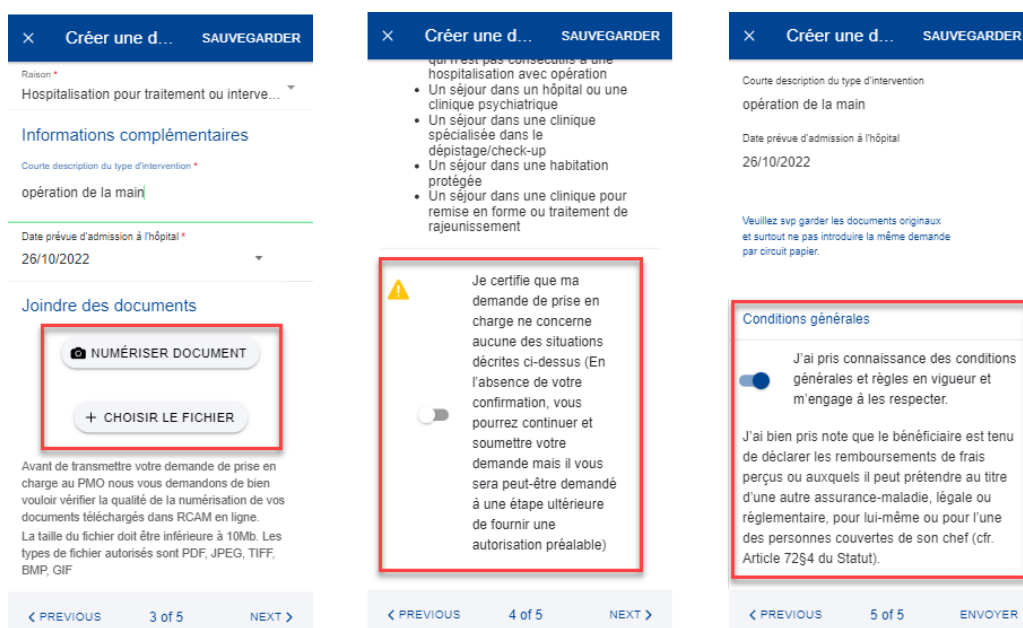 × Créer une d... SAUVEGARDER
Raison *
Hospitalisation pour traitement ou interve...
Informations complémentaires
Courte description du type d'intervention *
opération de la main
Date prévue d'admission à l'hôpital *
26/10/2022
Joindre des documents
NUMÉRISER DOCUMENT
+ CHOISIR LE FICHIER
Avant de transmettre votre demande de prise en
charge au PMO nous vous demandons de bien
vouloir vérifier la qualité de la numérisation de vos
documents téléchargés dans RCAM en ligne.
La taille du fichier doit être inférieure à 10Mb. Les
types de fichier autorisés sont PDF, JPEG, TIFF,
BMP, GIF
< PREVIOUS 3 of 5 NEXT >
× Créer une d... SAUVEGARDER
qui n'est pas consécutifs à une
hospitalisation avec opération
• Un séjour dans un hôpital ou une
clinique psychiatrique
• Un séjour dans une clinique
spécialisée dans le
dépistage/check-up
• Un séjour dans une habitation
protégée
• Un séjour dans une clinique pour
remise en forme ou traitement de
rajeunissement
Je certifie que ma
demande de prise en
charge ne concerne
aucune des situations
décrites ci-dessus (En
l'absence de votre
confirmation, vous
pourrez continuer et
soumettre votre
demande mais il vous
sera peut-être demandé
à une étape ultérieure
de fournir une
autorisation préalable)
< PREVIOUS 4 of 5 NEXT >
× Créer une d... SAUVEGARDER
Courte description du type d'intervention
opération de la main
Date prévue d'admission à l'hôpital
26/10/2022
Veuillez svp garder les documents originaux
et surtout ne pas introduire la même demande
par circuit papier.
Conditions générales
J'ai pris connaissance des conditions
générales et règles en vigueur et
m'engage à les respecter.
J'ai bien pris note que le bénéficiaire est tenu
de déclarer les remboursements de frais
perçus ou auxquels il peut prétendre au titre
d'une autre assurance-maladie, légale ou
réglementaire, pour lui-même ou pour l'une
des personnes couvertes de son chef (cfr.
Article 72§4 du Statut).
< PREVIOUS 5 of 5 ENVOYER